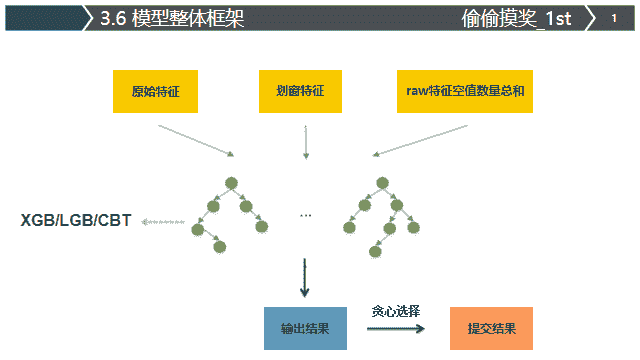 3.6 模型整体框架
偷偷摸奖_1st
1
原始特征
划窗特征
raw特征空值数量总和
XGB/LGB/CBT
...
输出结果
贪心选择
提交结果